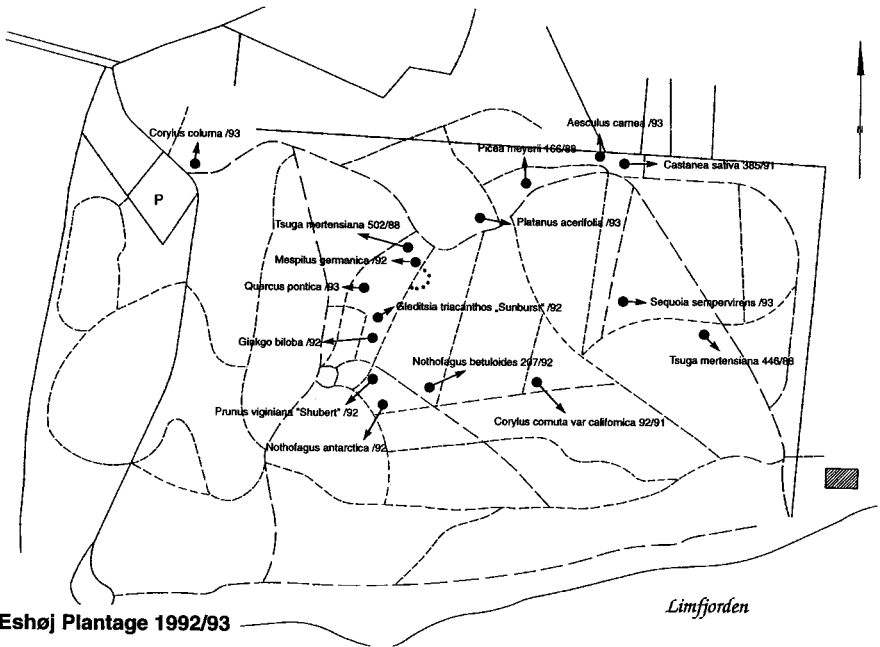 Aesculus carnea /93
Corylus columa /93
Picea meyerii 166/88
Castanea sativa 385/91
N
P
Tsuga mertensiana 502/88
Platanus acerifolia /93
Mespilus germanica /92
Quarcus pontica /93
Gleditsia triacanthos „Sunburst" /92
Sequoia sempervirens /93
Ginkgo biloba /92
Tsuga mertensiana 446/88
Nothofagus betuloides 207/92
Prunus viginiana "Shubert" /92
Corylus cornuta var californica 92/91
Nothofagus antarctica /92
Limfjorden
Eshøj Plantage 1992/93